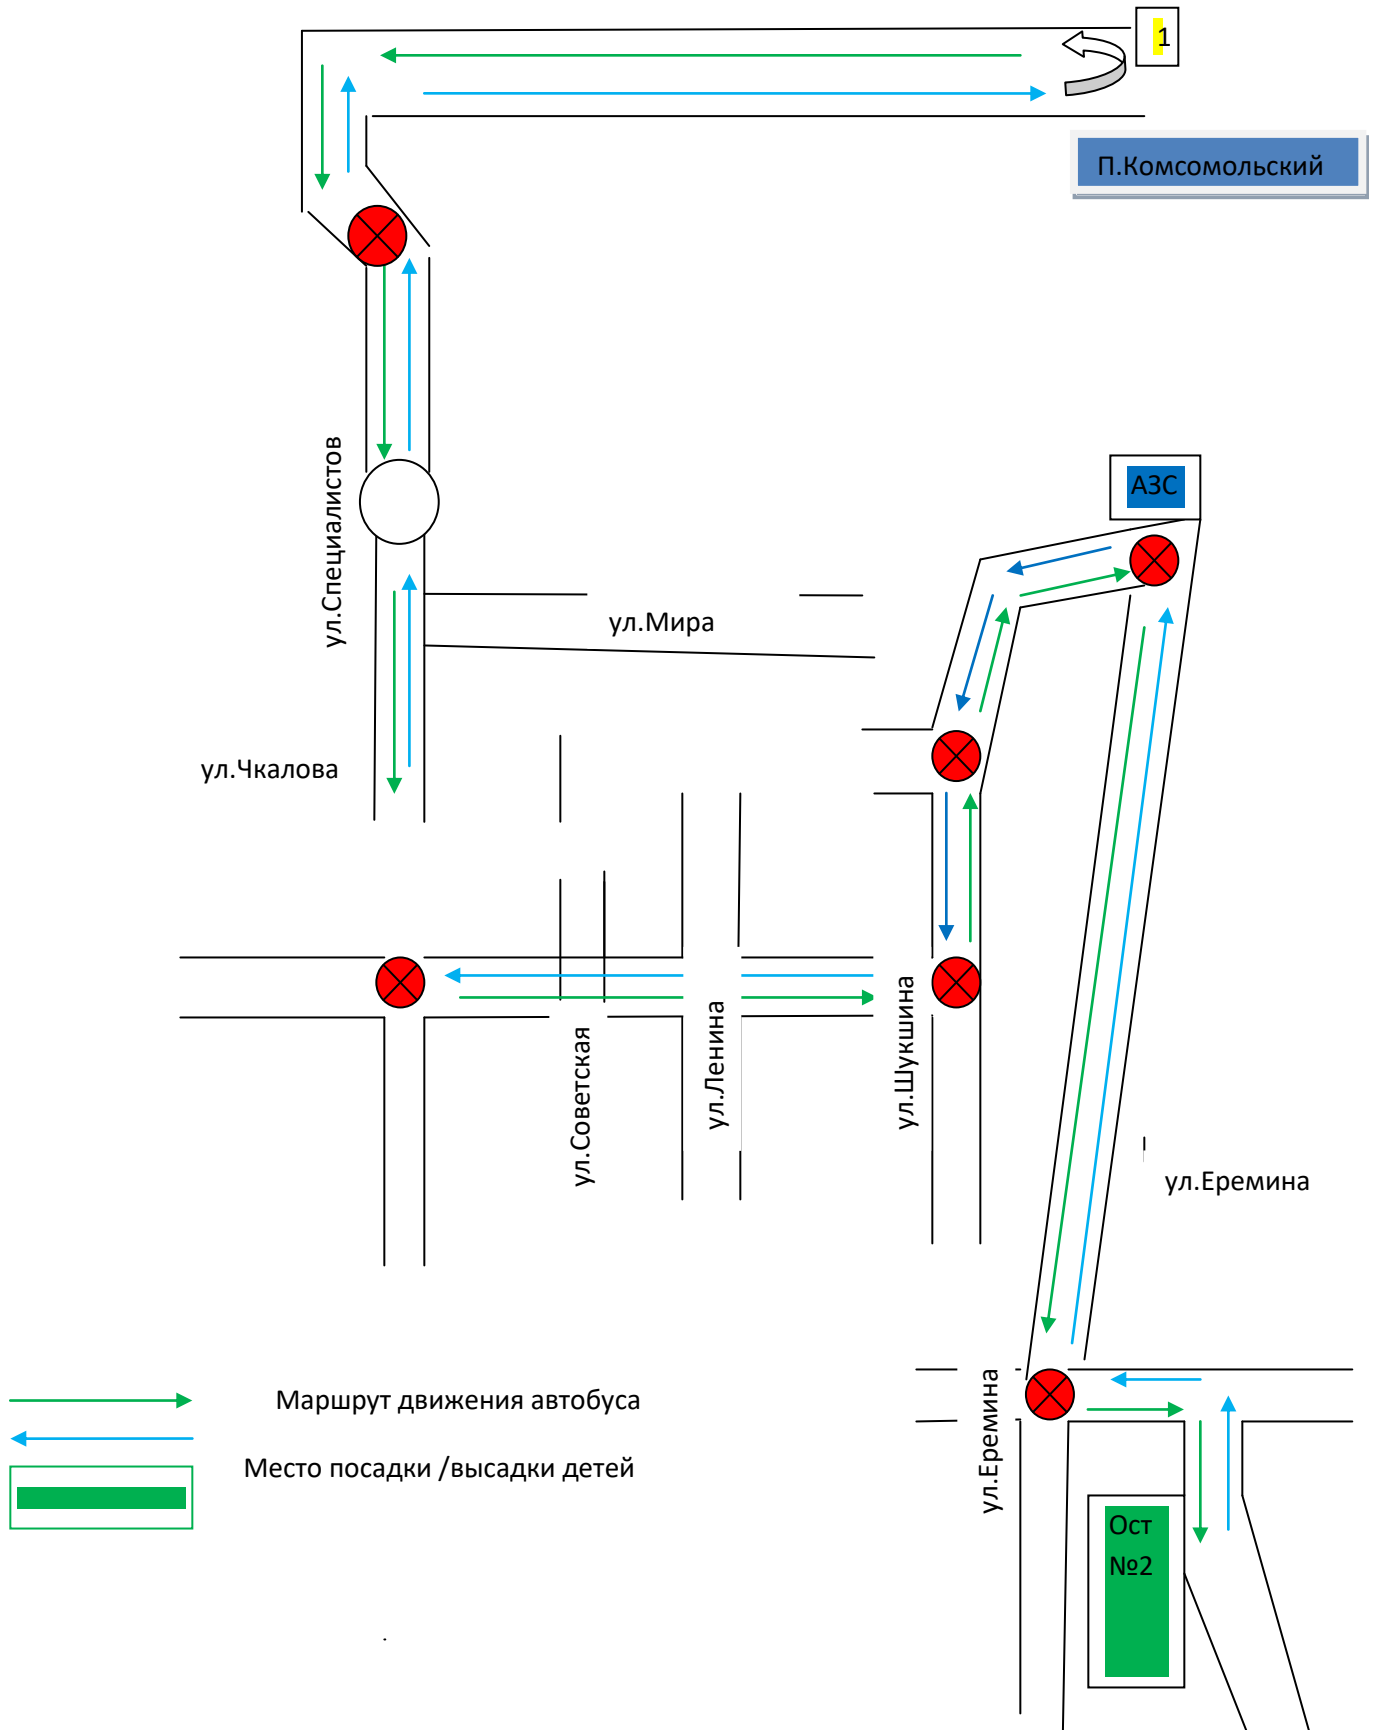 1
П.Комсомольский
ул.Специалистов
АЗС
ул.Мира
ул.Чкалова
ул.Советская
ул.Ленина
ул.Шукшина
ул.Еремина
ул.Еремина
Маршрут движения автобуса
Место посадки /высадки детей
Ост
№2